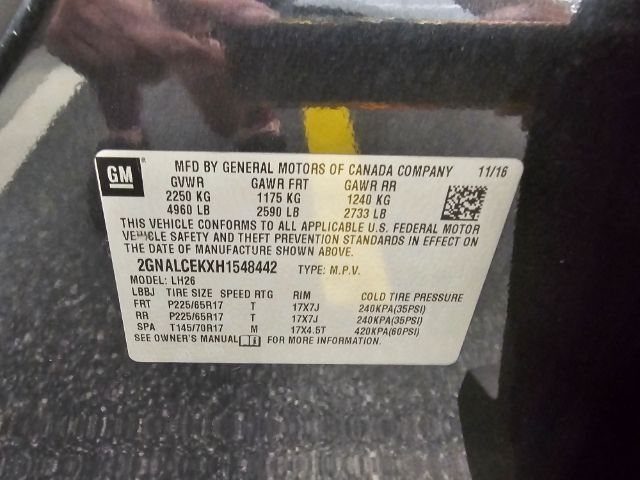 GM MFD BY GENERAL MOTORS OF CANADA COMPANY 11/16
GVWR GAWR FRT GAWR RR
2250 KG 1175 KG 1240 KG
4960 LB 2590 LB 2733 LB
THIS VEHICLE CONFORMS TO ALL APPLICABLE U.S. FEDERAL MOTOR
VEHICLE SAFETY AND THEFT PREVENTION STANDARDS IN EFFECT ON
THE DATE OF MANUFACTURE SHOWN ABOVE.
2GNALCEKXH1548442 TYPE: M.P.V.
MODEL: LH26
LBBJ TIRE SIZE SPEED RTG RIM COLD TIRE PRESSURE
FRT P225/65R17 T 17X7J 240KPA(35PSI)
RR P225/65R17 T 17X7J 240KPA(35PSI)
SPA T145/70R17 M 17X4.5T 420KPA(60PSI)
SEE OWNER'S MANUAL FOR MORE INFORMATION.